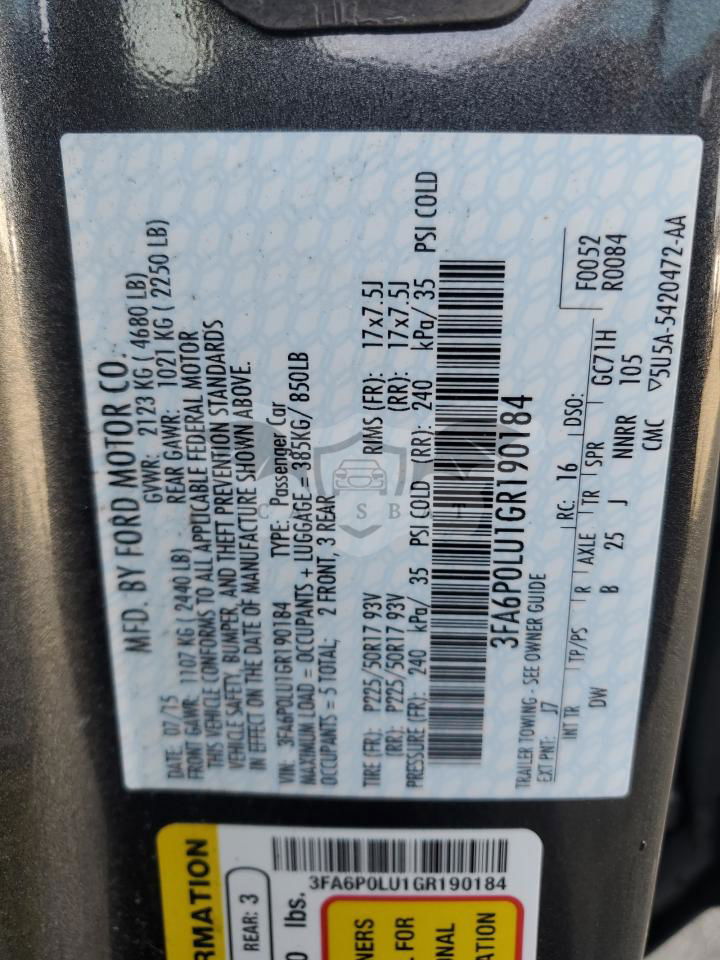 MFD. BY FORD MOTOR CO.
DATE: 07/15 GVWR: 2123 KG ( 4680 LB)
FRONT GAWR: 1107 KG ( 2440 LB) REAR GAWR: 1021 KG ( 2250 LB)
THIS VEHICLE CONFORMS TO ALL APPLICABLE FEDERAL MOTOR
VEHICLE SAFETY, BUMPER, AND THEFT PREVENTION STANDARDS
IN EFFECT ON THE DATE OF MANUFACTURE SHOWN ABOVE.
VIN: 3FA6P0LU1GR190184 TYPE: Passenger Car
MAXIMUM LOAD = OCCUPANTS + LUGGAGE = 385KG/ 850LB
OCCUPANTS = 5 TOTAL; 2 FRONT, 3 REAR
TIRE (FR): P225/50R17 93V RIMS (FR): 17x7.5J
(RR): P225/50R17 93V (RR): 17x7.5J
PRESSURE (FR): 240 kPa/ 35 PSI COLD (RR): 240 kPa/ 35 PSI COLD
3FA6P0LU1GR190184
TRAILER TOWING - SEE OWNER GUIDE
EXT PNT: J7 RC: 16 DSO: F0052
R0084
INT TR TP/PS R AXLE TR SPR GC71H
DW B 25 J NNRR 105
CMC ▽5U5A-5420472-AA
RMATION
REAR: 3
0 lbs.
3FA6P0LU1GR190184
NERS
FOR
ONAL
ATION